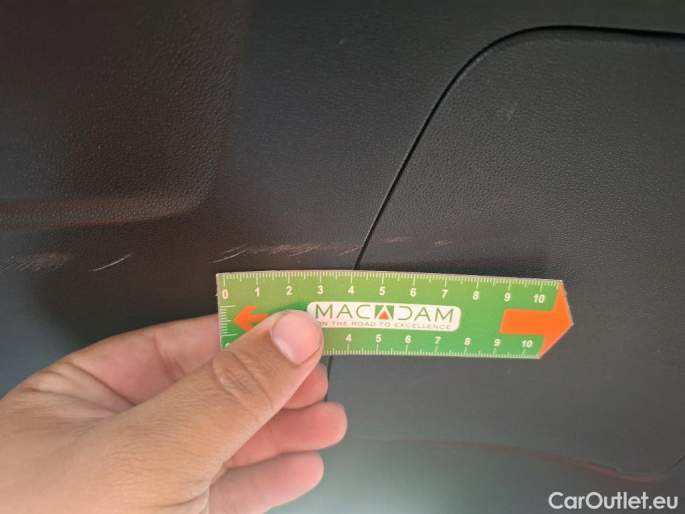 0 1 2 3 4 5 6 7 8 9 10
MACADAM
ON THE ROAD TO EXCELLENCE
0 4 5 6 7 8 9 10
CarOutlet.eu